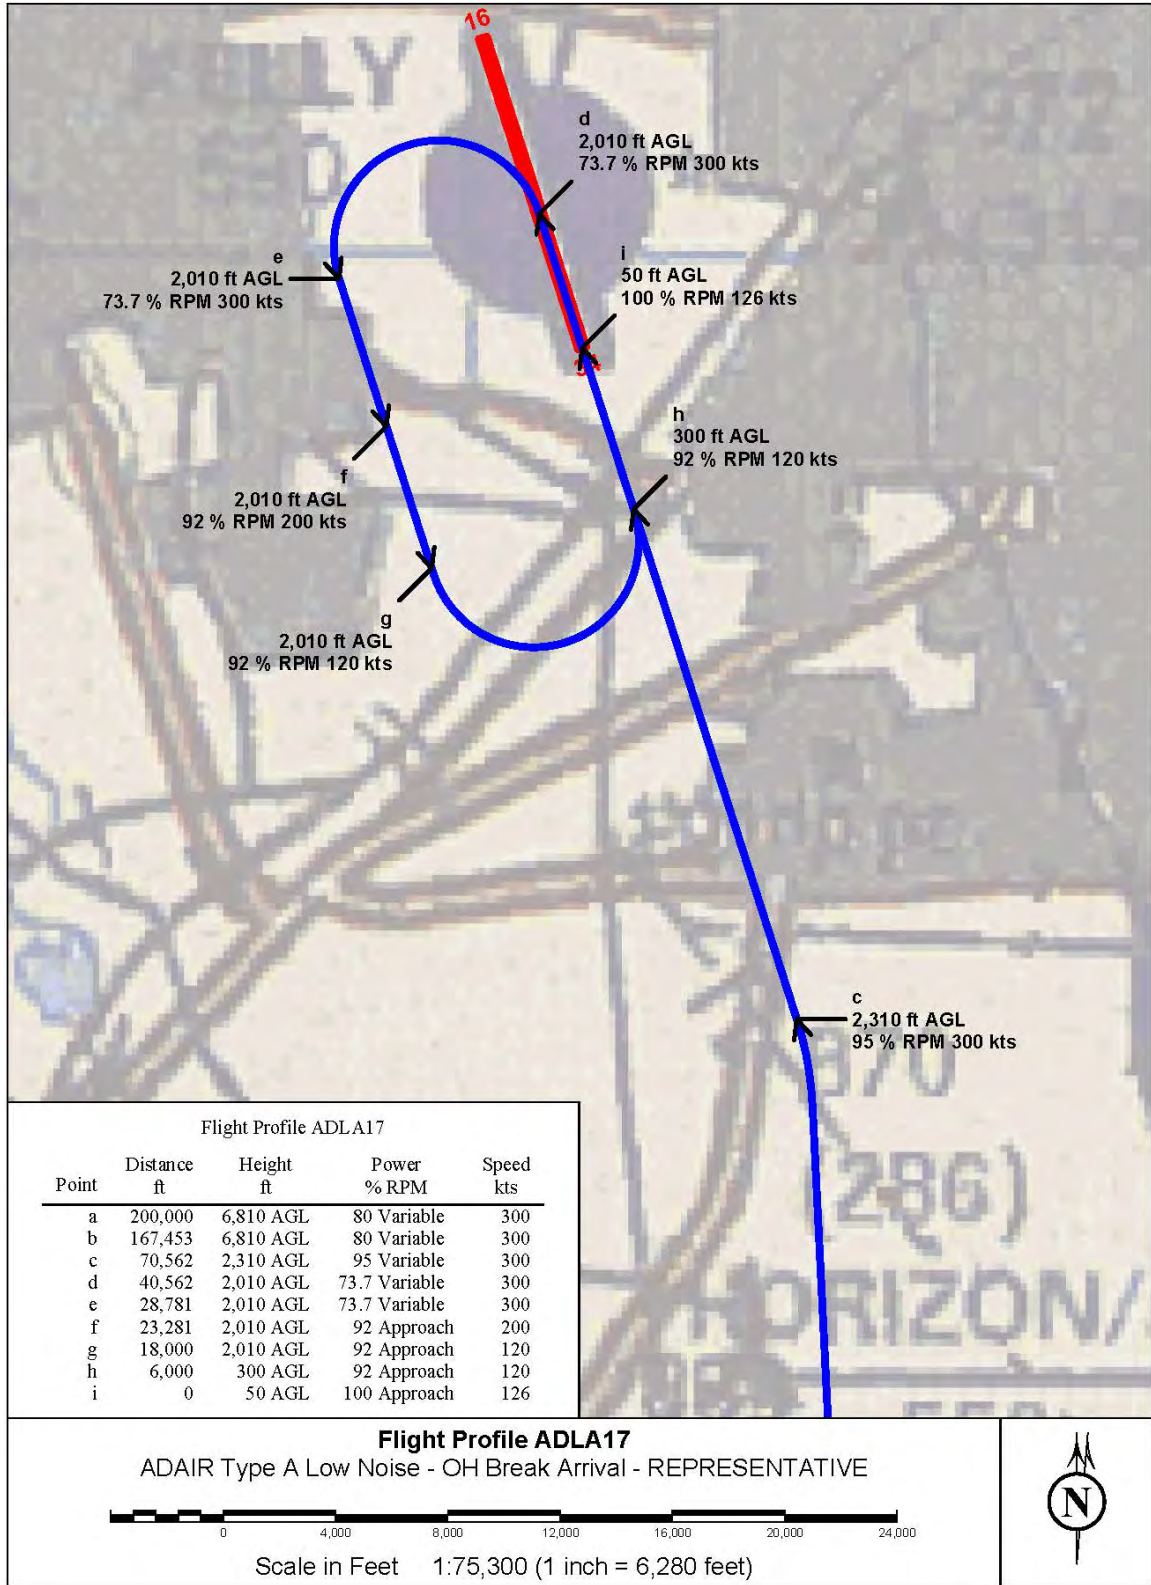 16
d
2,010 ft AGL
73.7 % RPM 300 kts
i
50 ft AGL
100 % RPM 126 kts
e
2,010 ft AGL
73.7 % RPM 300 kts
h
300 ft AGL
92 % RPM 120 kts
f
2,010 ft AGL
92 % RPM 200 kts
g
2,010 ft AGL
92 % RPM 120 kts
c
2,310 ft AGL
95 % RPM 300 kts
870
(286)
HORIZON/
Flight Profile ADLA17
Point Distance ft Height ft Power % RPM Speed kts
a 200,000 6,810 AGL 80 Variable 300
b 167,453 6,810 AGL 80 Variable 300
c 70,562 2,310 AGL 95 Variable 300
d 40,562 2,010 AGL 73.7 Variable 300
e 28,781 2,010 AGL 73.7 Variable 300
f 23,281 2,010 AGL 92 Approach 200
g 18,000 2,010 AGL 92 Approach 120
h 6,000 300 AGL 92 Approach 120
i 0 50 AGL 100 Approach 126
Flight Profile ADLA17
ADAIR Type A Low Noise - OH Break Arrival - REPRESENTATIVE
0 4,000 8,000 12,000 16,000 20,000 24,000
Scale in Feet 1:75,300 (1 inch = 6,280 feet)
N